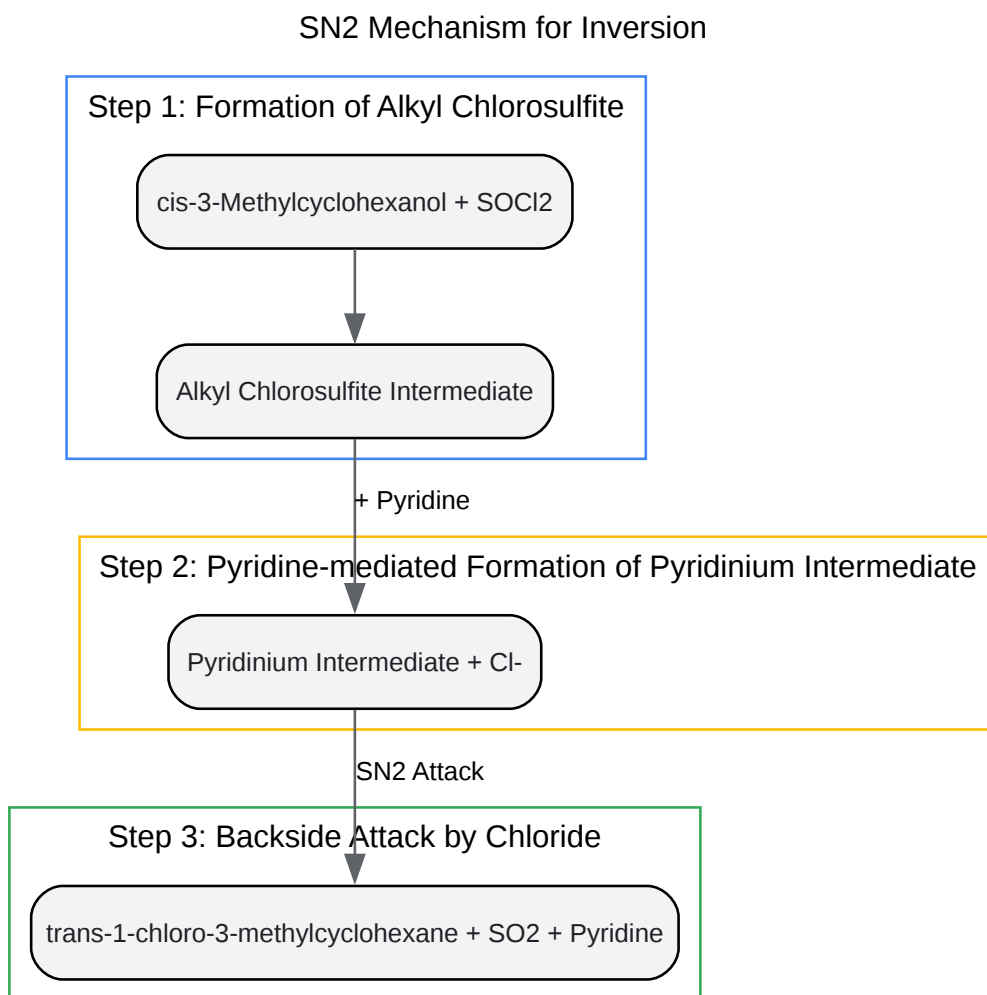 SN2 Mechanism for Inversion
Step 1: Formation of Alkyl Chlorosulfite
cis-3-Methylcyclohexanol + SOCl2
Alkyl Chlorosulfite Intermediate
+ Pyridine
Step 2: Pyridine-mediated Formation of Pyridinium Intermediate
Pyridinium Intermediate + Cl-
SN2 Attack
Step 3: Backside Attack by Chloride
trans-1-chloro-3-methylcyclohexane + SO2 + Pyridine